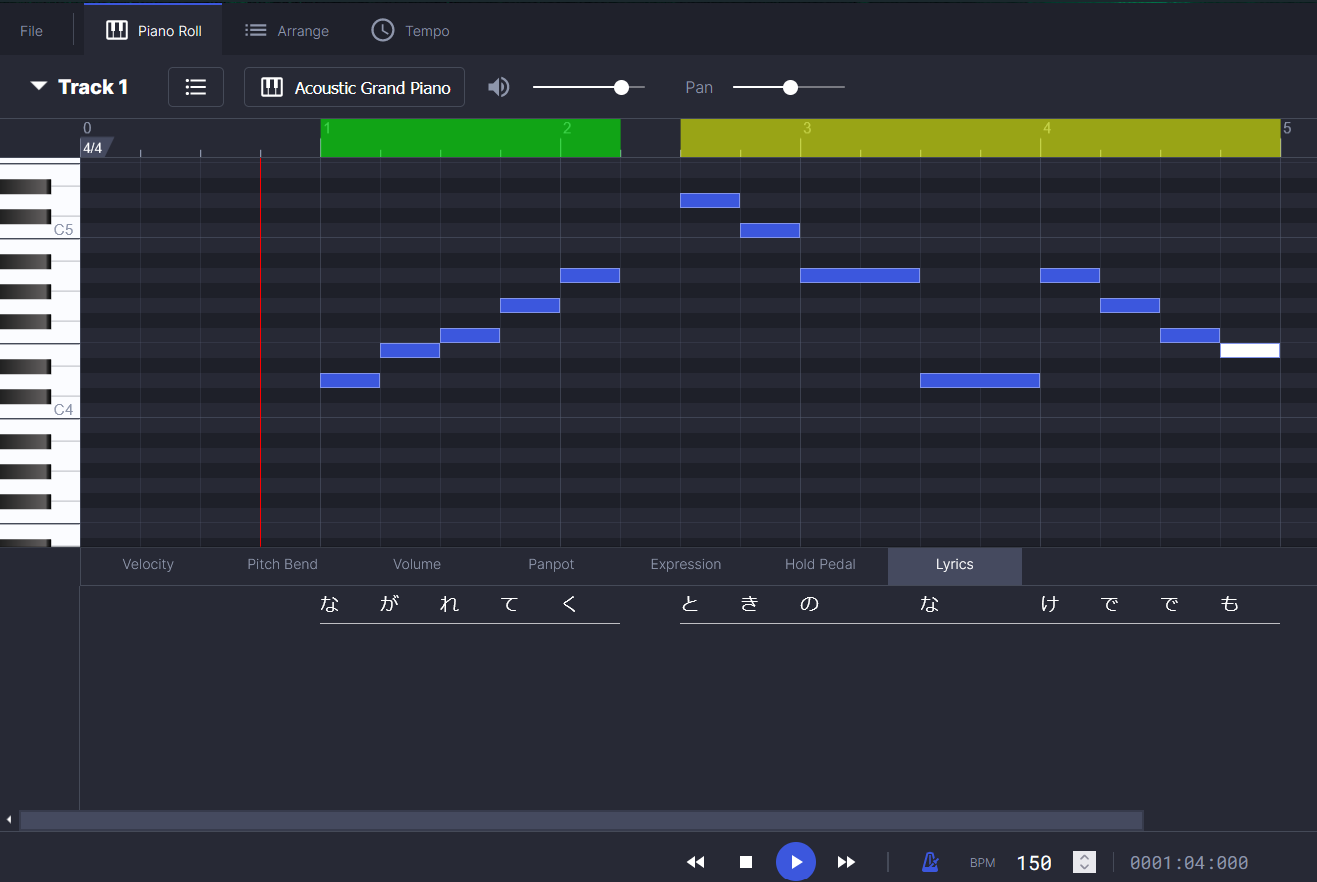 File Piano Roll Arrange Tempo
Track 1 Acoustic Grand Piano Pan
0 1 2 3 4 5
4/4
C5
C4
Velocity Pitch Bend Volume Panpot Expression Hold Pedal Lyrics
な が れ て く と き の な け で で も
BPM 150 0001:04:000